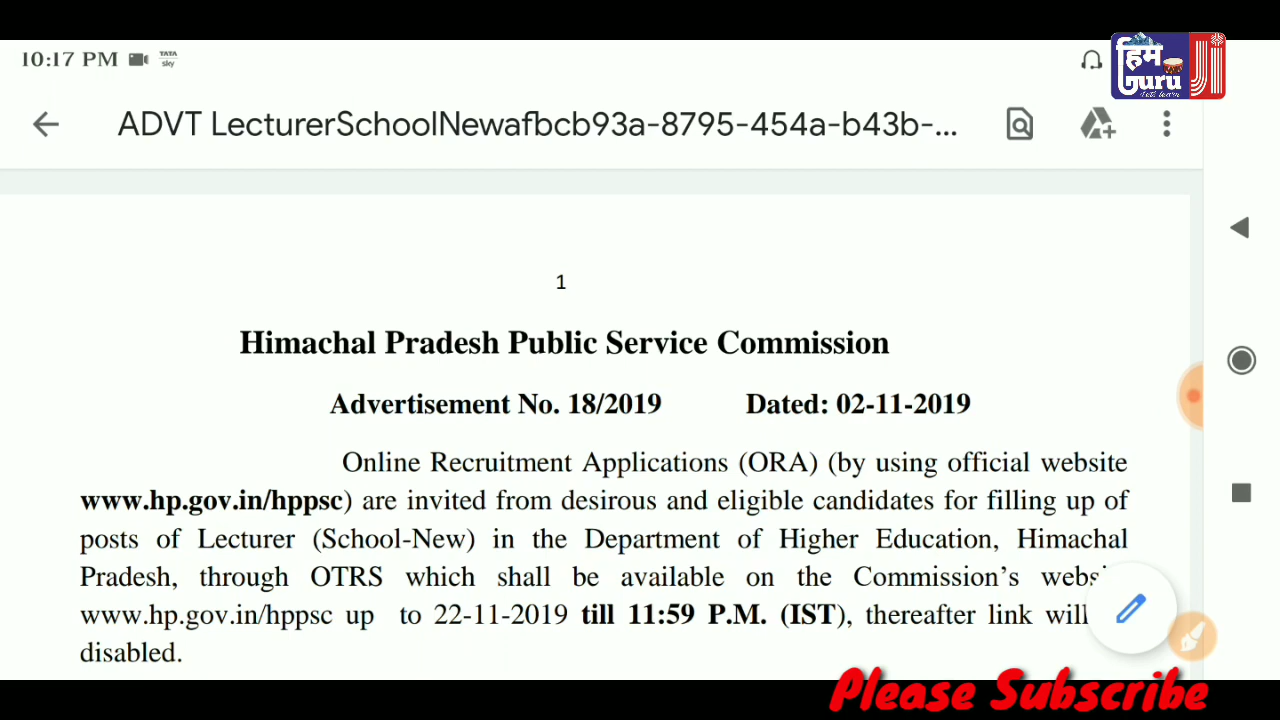 10:17 PM
TATA
sky
हिम
Guru
Ji
ADVT LecturerSchoolNewafbcb93a-8795-454a-b43b-...
1
Himachal Pradesh Public Service Commission
Advertisement No. 18/2019 Dated: 02-11-2019
Online Recruitment Applications (ORA) (by using official website
www.hp.gov.in/hppsc) are invited from desirous and eligible candidates for filling up of
posts of Lecturer (School-New) in the Department of Higher Education, Himachal
Pradesh, through OTRS which shall be available on the Commission's
www.hp.gov.in/hppsc up to 22-11-2019 till 11:59 P.M. (IST), thereafter link will
disabled.
Please Subscribe